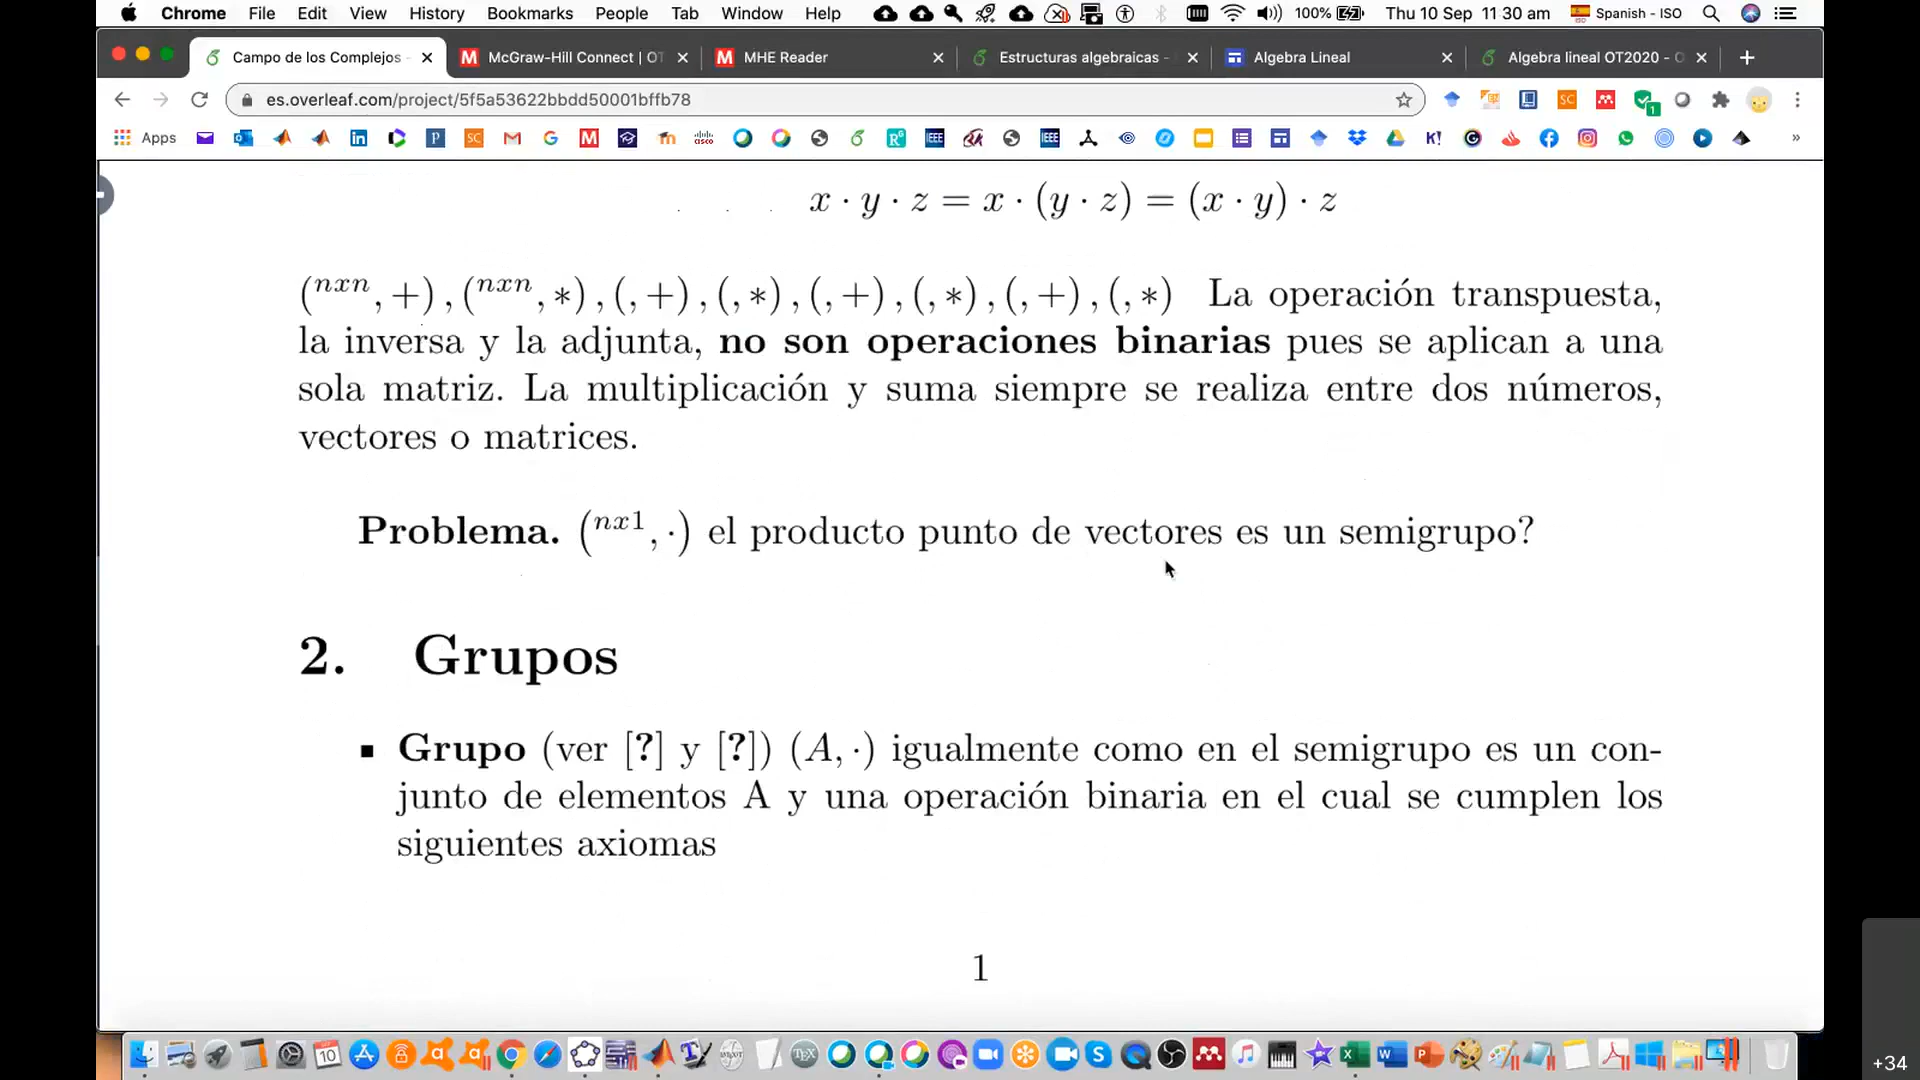 Chrome File Edit View History Bookmarks People Tab Window Help 100% Thu 10 Sep 11:30 am Spanish - ISO
Campo de los Complejos - McGraw-Hill Connect | OT MHE Reader Estructuras algebraicas - Algebra Lineal Algebra lineal OT2020 - O
es.overleaf.com/project/5f5a53622bbdd50001bffb78
Apps
x · y · z = x · (y · z) = (x · y) · z
(ⁿˣⁿ, +) , (ⁿˣⁿ, *) , (, +) , (, *) , (, +) , (, *) , (, +) , (, *) La operación transpuesta,
la inversa y la adjunta, no son operaciones binarias pues se aplican a una
sola matriz. La multiplicación y suma siempre se realiza entre dos números,
vectores o matrices.
Problema. (ⁿˣ¹, ·) el producto punto de vectores es un semigrupo?
2. Grupos
▪ Grupo (ver [?] y [?]) (A, ·) igualmente como en el semigrupo es un con-
junto de elementos A y una operación binaria en el cual se cumplen los
siguientes axiomas
1
+34